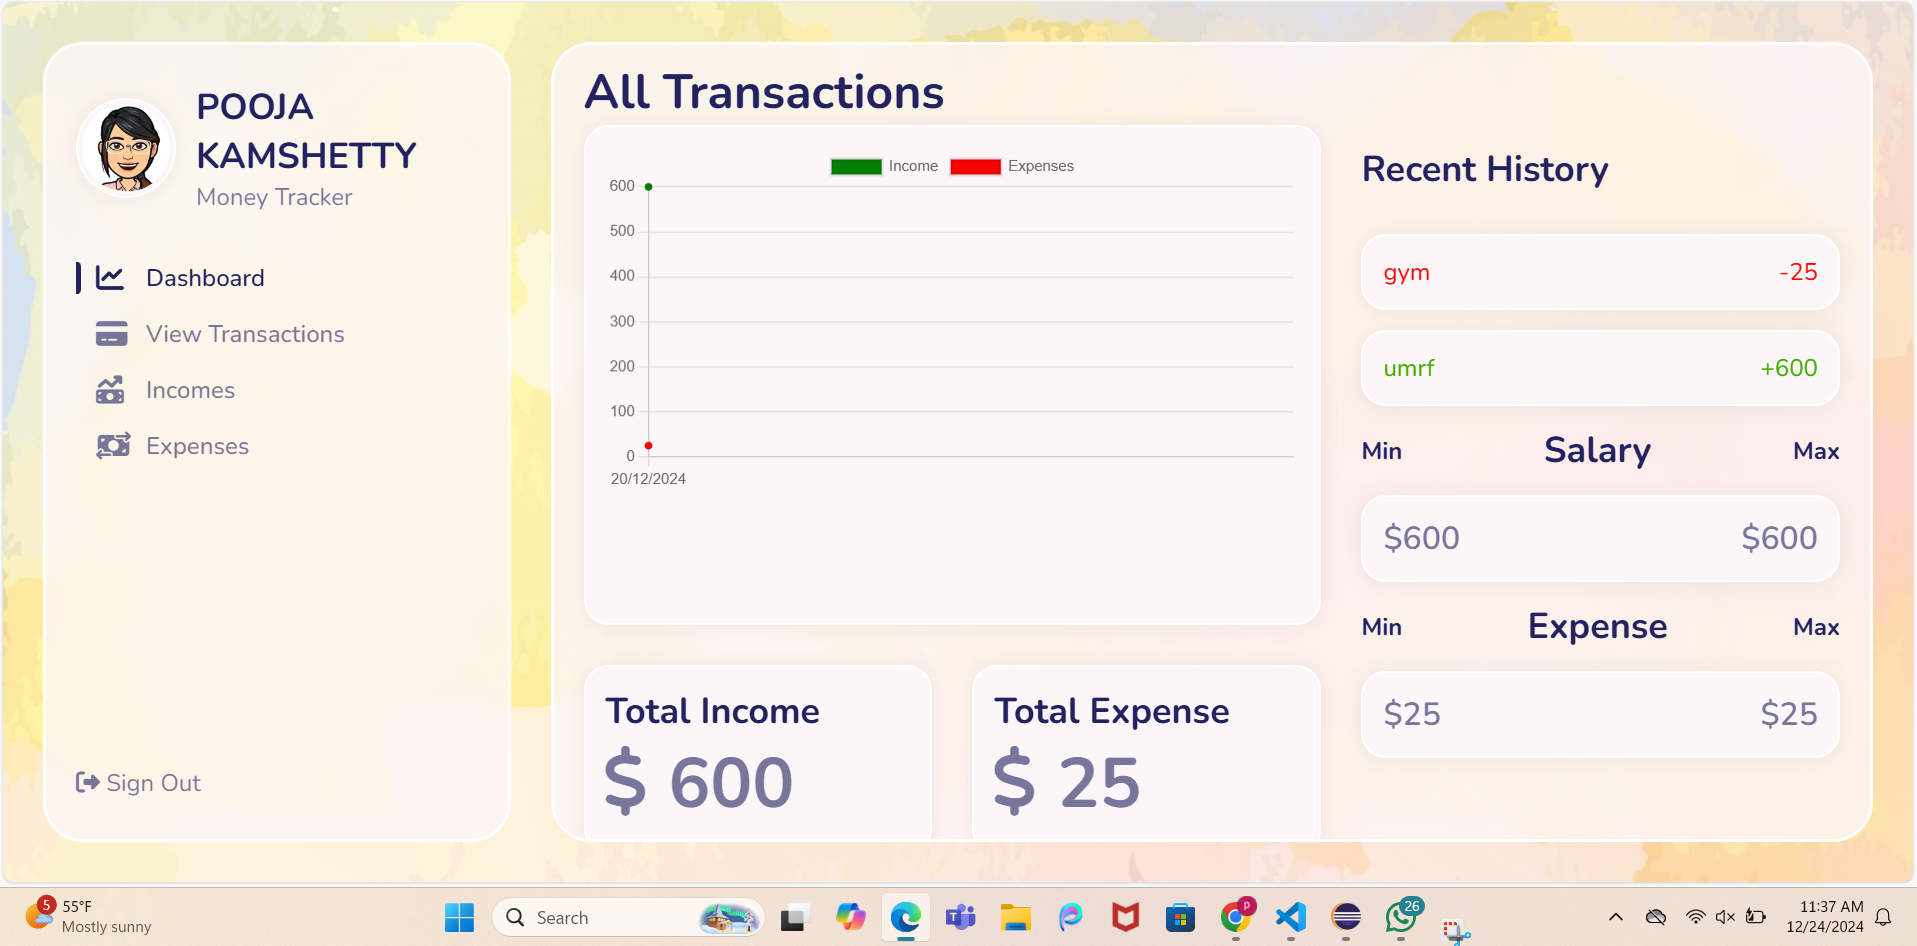 POOJA
KAMSHETTY
Money Tracker
Dashboard
View Transactions
Incomes
Expenses
Sign Out
All Transactions
Income Expenses
600
500
400
300
200
100
0
20/12/2024
Total Income
$ 600
Total Expense
$ 25
Recent History
gym -25
umrf +600
Min Salary Max
$600 $600
Min Expense Max
$25 $25
5
55°F
Mostly sunny
Search
T
p
26
11:37 AM
12/24/2024